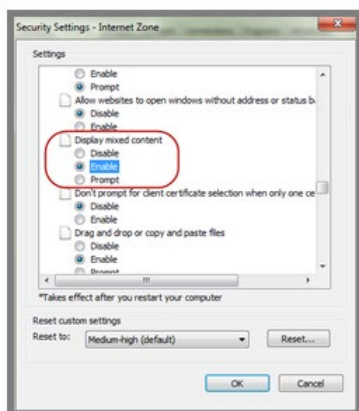 Security Settings - Internet Zone
Settings
Enable
Prompt
Allow websites to open windows without address or status ba
Disable
Enable
Display mixed content
Disable
Enable
Prompt
Don't prompt for client certificate selection when only one ce
Disable
Enable
Drag and drop or copy and paste files
Disable
Enable
Prompt
*Takes effect after you restart your computer
Reset custom settings
Reset to: Medium-high (default) Reset...
OK Cancel